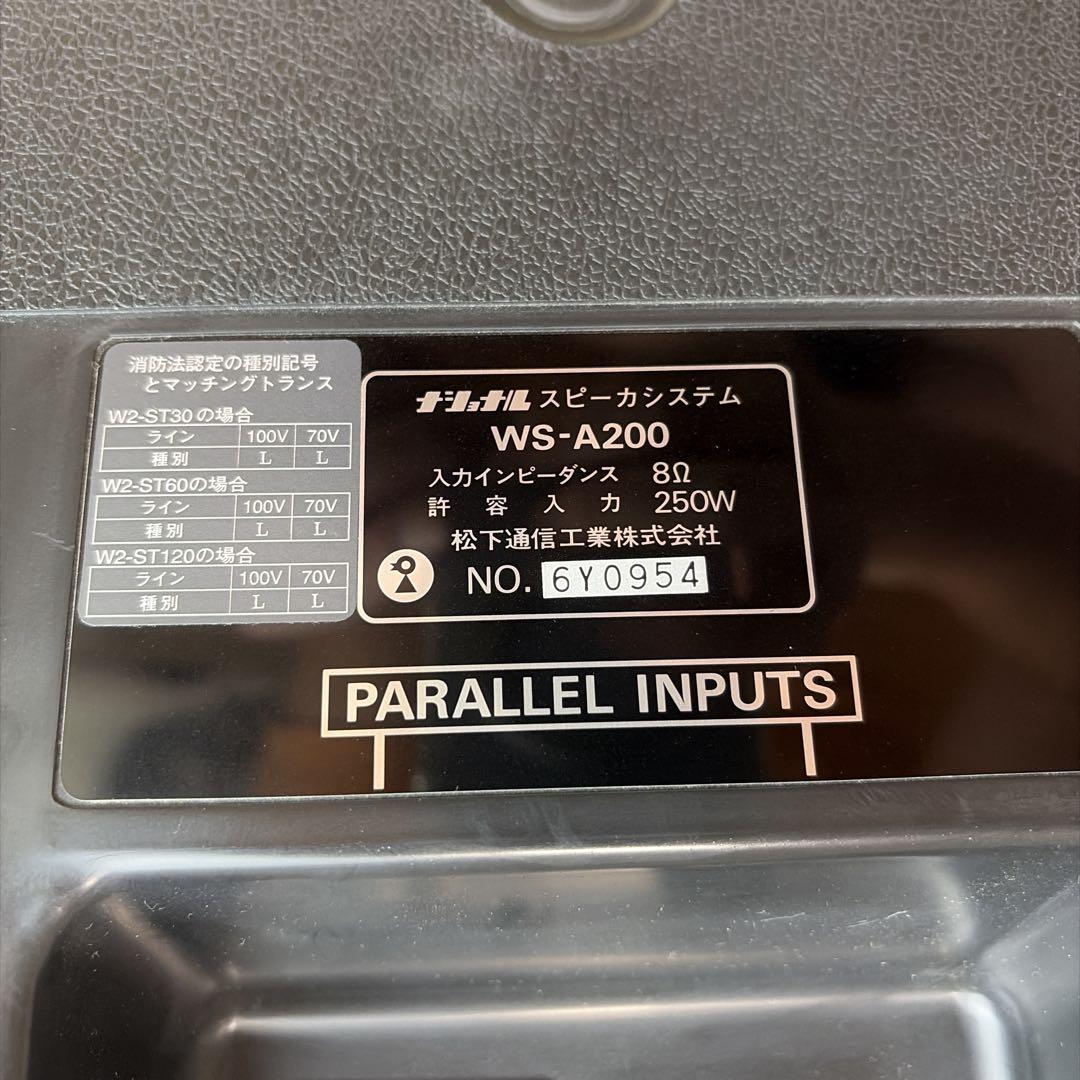 消防法認定の種別記号
とマッチングトランス
W2-ST30の場合
ライン 100V 70V
種別 L L
W2-ST60の場合
ライン 100V 70V
種別 L L
W2-ST120の場合
ライン 100V 70V
種別 L L
ナショナル スピーカシステム
WS-A200
入力インピーダンス 8Ω
許容入力 250W
松下通信工業株式会社
NO. 6Y0954
PARALLEL INPUTS